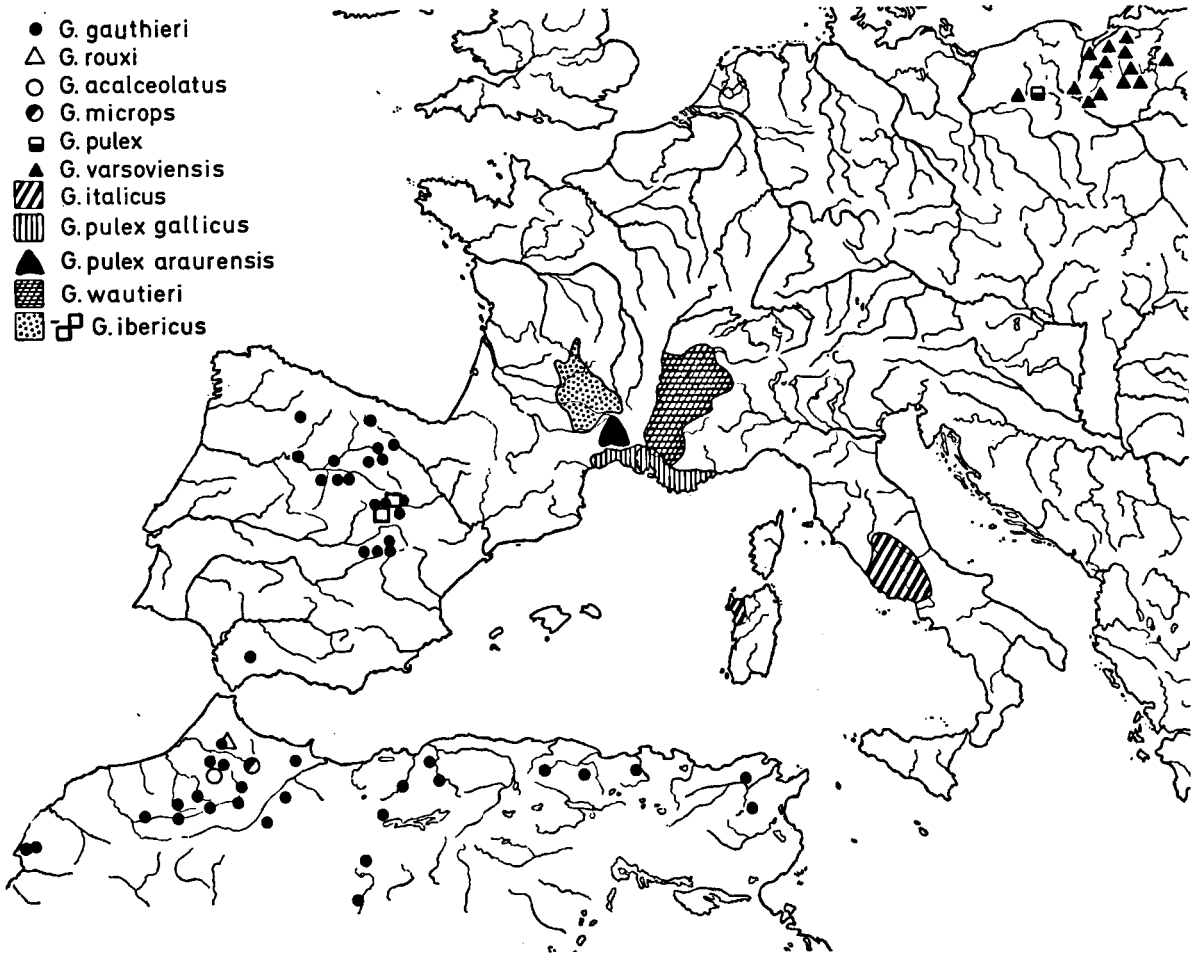 G. gauthieri
G. rouxi
G. acalceolatus
G. microps
G. pulex
G. varsoviensis
G. italicus
G. pulex gallicus
G. pulex araurensis
G. wautieri
G. ibericus